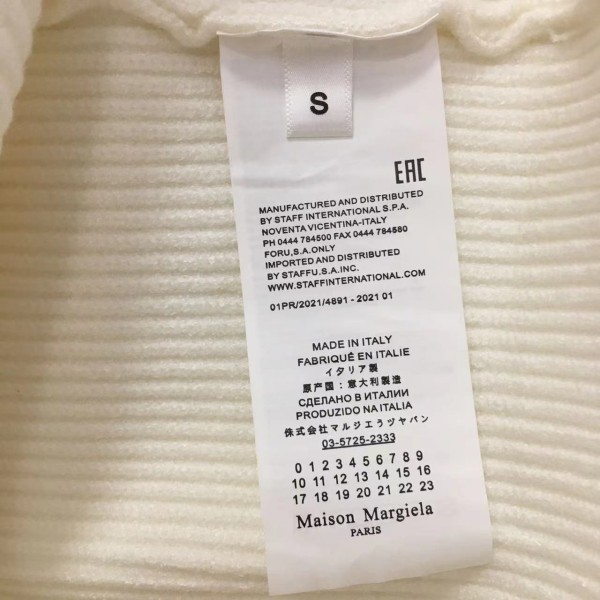 S
EAC
MANUFACTURED AND DISTRIBUTED
BY STAFF INTERNATIONAL S.P.A.
NOVENTA VICENTINA-ITALY
PH 0444 784500 FAX 0444 784580
FORU,S.A.ONLY
IMPORTED AND DISTRIBUTED
BY STAFFU.S.A.INC.
WWW.STAFFINTERNATIONAL.COM
01PR/2021/4891 - 2021 01
MADE IN ITALY
FABRIQUÉ EN ITALIE
イタリア製
原产国:意大利製造
СДЕЛАНО В ИТАЛИИ
PRODUZIDO NA ITALIA
株式会社マルジエうヅヤバン
03-5725-2333
0 1 2 3 4 5 6 7 8 9
10 11 12 13 14 15 16
17 18 19 20 21 22 23
Maison Margiela
PARIS